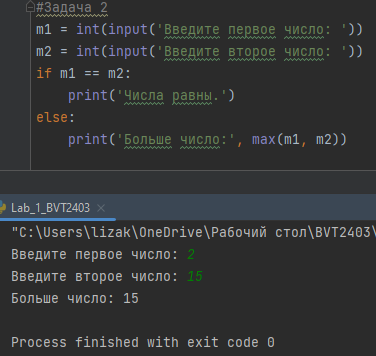 #Задача 2
m1 = int(input('Введите первое число: '))
m2 = int(input('Введите второе число: '))
if m1 == m2:
    print('Числа равны.')
else:
    print('Больше число:', max(m1, m2))
Lab_1_BVT2403 ×
"C:\Users\lizak\OneDrive\Рабочий стол\BVT2403\
Введите первое число: 2
Введите второе число: 15
Больше число: 15
Process finished with exit code 0